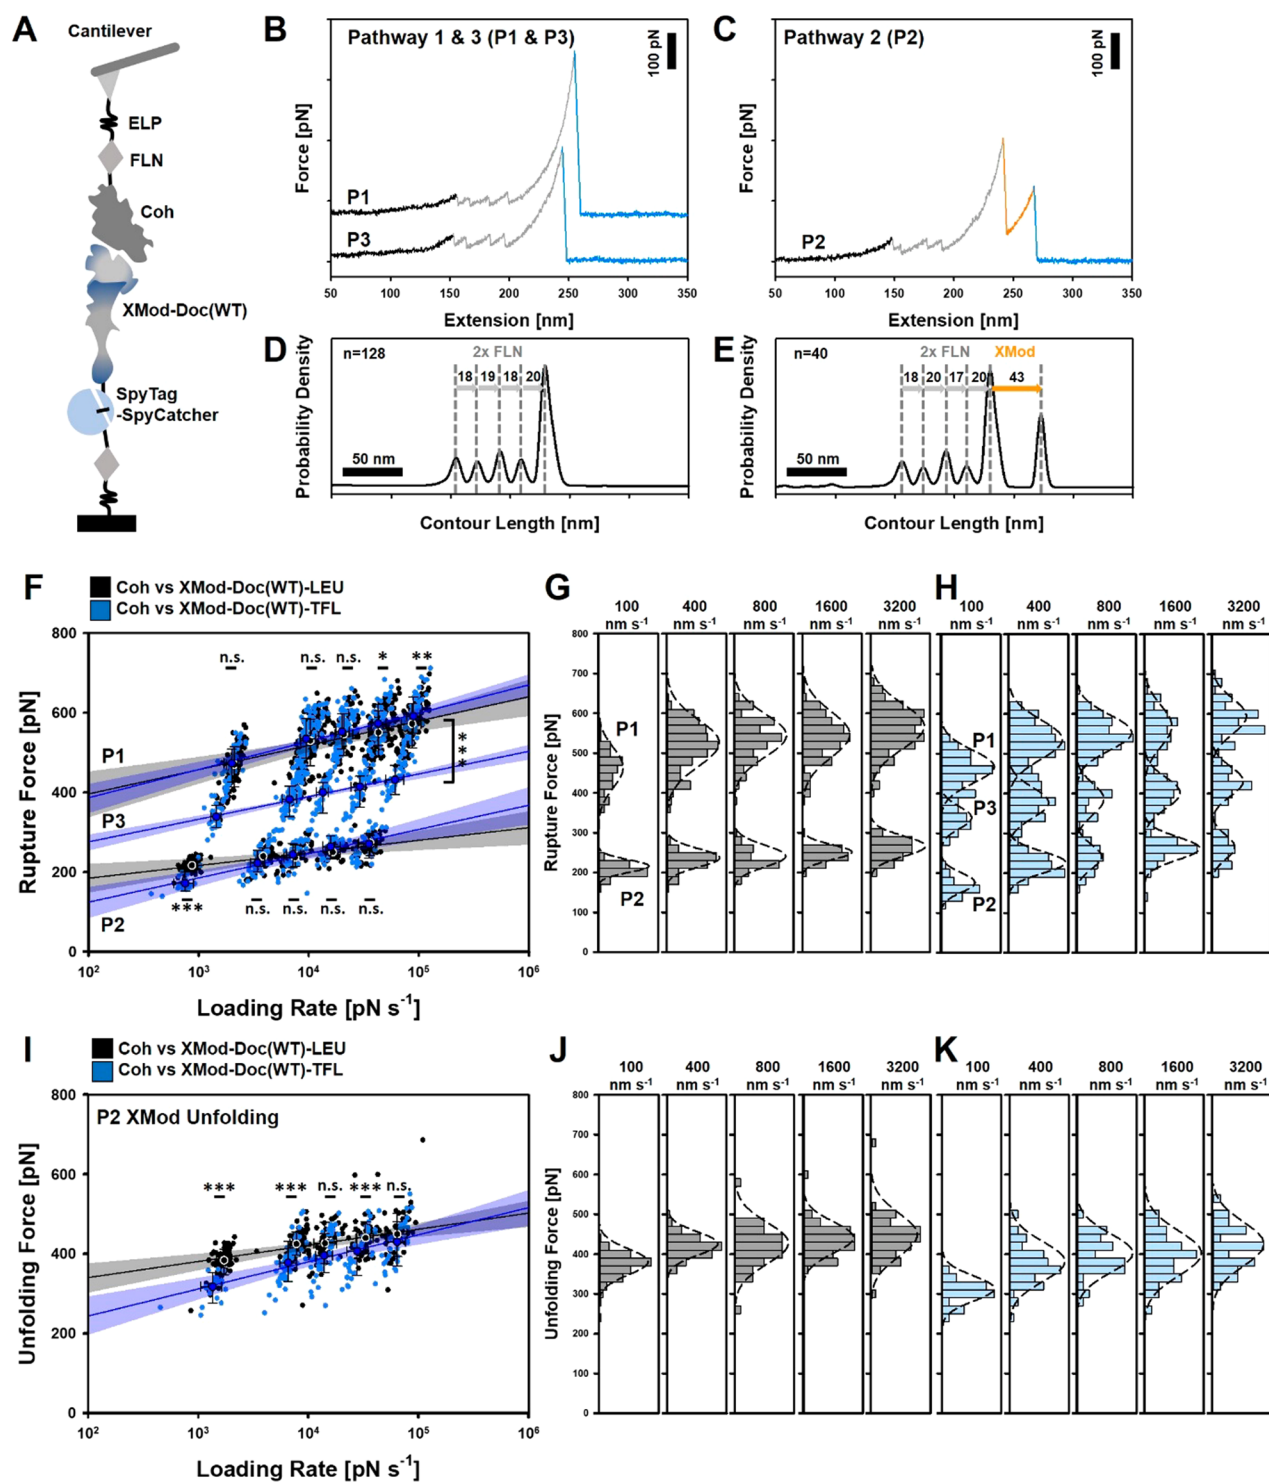 A
Cantilever
ELP
FLN
Coh
XMod-Doc(WT)
SpyTag
-SpyCatcher
B
Pathway 1 & 3 (P1 & P3)
100 pN
Force [pN]
P1
P3
50 100 150 200 250 300 350
Extension [nm]
C
Pathway 2 (P2)
100 pN
Force [pN]
P2
50 100 150 200 250 300 350
Extension [nm]
D
n=128
2x FLN
18 19 18 20
50 nm
Probability Density
Contour Length [nm]
E
n=40
2x FLN XMod
18 20 17 20 43
50 nm
Probability Density
Contour Length [nm]
F
Coh vs XMod-Doc(WT)-LEU
Coh vs XMod-Doc(WT)-TFL
800
600
400
200
0
Rupture Force [pN]
n.s. n.s. n.s. * **
***
P1
P3
P2
*** n.s. n.s. n.s. n.s.
10² 10³ 10⁴ 10⁵ 10⁶
Loading Rate [pN s⁻¹]
G
100 400 800 1600 3200
nm s⁻¹ nm s⁻¹ nm s⁻¹ nm s⁻¹ nm s⁻¹
800
700
600
500
400
300
200
100
0
Rupture Force [pN]
P1
P2
H
100 400 800 1600 3200
nm s⁻¹ nm s⁻¹ nm s⁻¹ nm s⁻¹ nm s⁻¹
P1
P3
P2
I
Coh vs XMod-Doc(WT)-LEU
Coh vs XMod-Doc(WT)-TFL
P2 XMod Unfolding
800
600
400
200
0
Unfolding Force [pN]
*** *** n.s. *** n.s.
10² 10³ 10⁴ 10⁵ 10⁶
Loading Rate [pN s⁻¹]
J
100 400 800 1600 3200
nm s⁻¹ nm s⁻¹ nm s⁻¹ nm s⁻¹ nm s⁻¹
800
700
600
500
400
300
200
100
0
Unfolding Force [pN]
K
100 400 800 1600 3200
nm s⁻¹ nm s⁻¹ nm s⁻¹ nm s⁻¹ nm s⁻¹